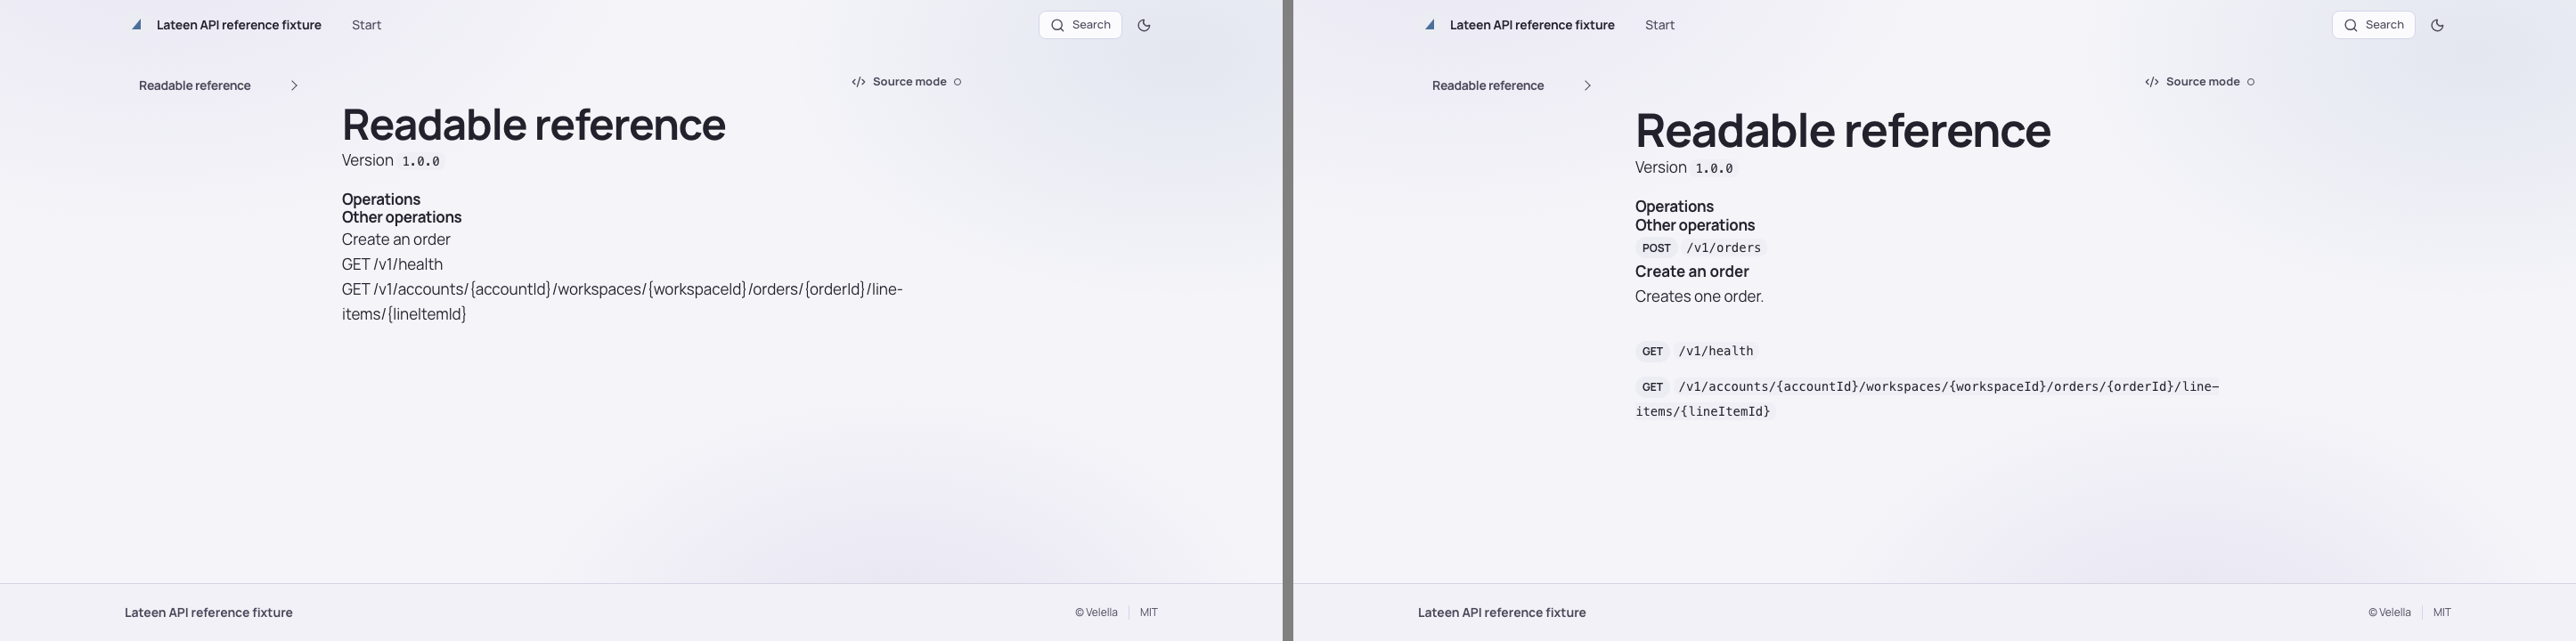 Lateen API reference fixture Start Search
Readable reference
Source mode
Readable reference
Version 1.0.0
Operations
Other operations
Create an order
GET /v1/health
GET /v1/accounts/{accountId}/workspaces/{workspaceId}/orders/{orderId}/line-
items/{lineItemId}
Lateen API reference fixture © Velella MIT
Lateen API reference fixture Start Search
Readable reference
Source mode
Readable reference
Version 1.0.0
Operations
Other operations
POST /v1/orders
Create an order
Creates one order.
GET /v1/health
GET /v1/accounts/{accountId}/workspaces/{workspaceId}/orders/{orderId}/line-
items/{lineItemId}
Lateen API reference fixture © Velella MIT